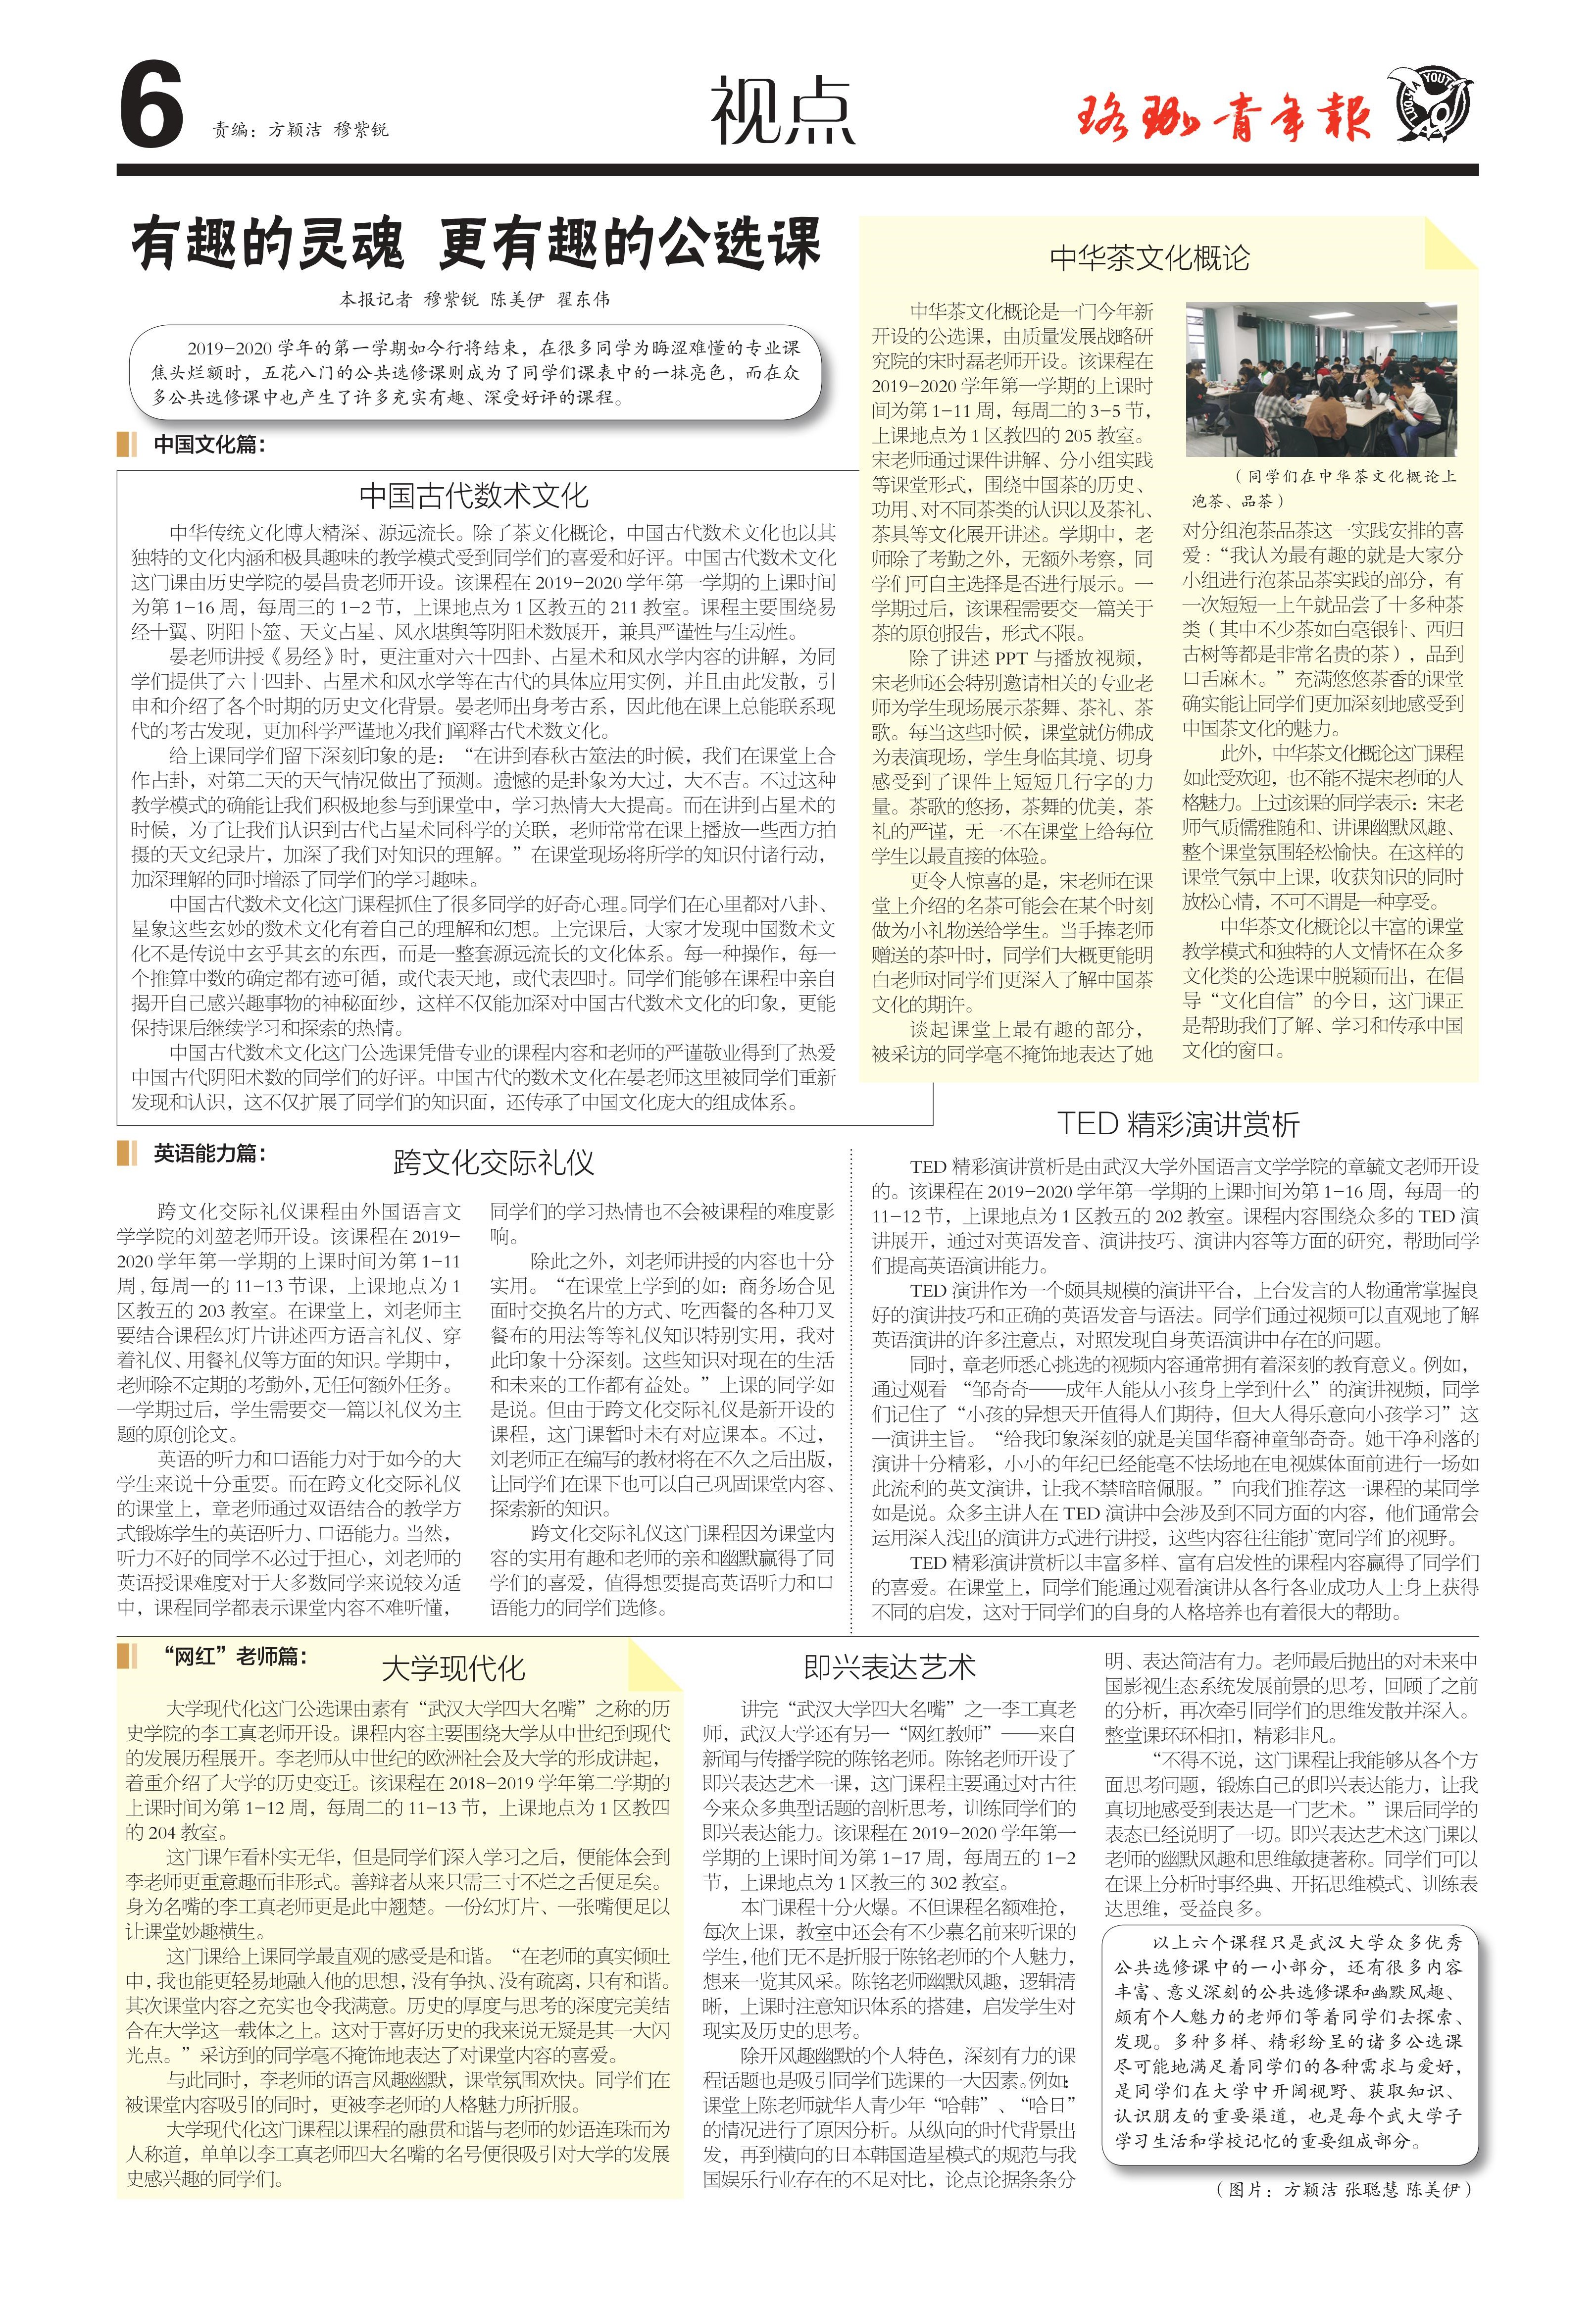 6
责编：方颖洁 穆紫锐
视点
珞珈青年報
YOUTH
有趣的灵魂 更有趣的公选课
本报记者 穆紫锐 陈美伊 翟东伟
2019-2020 学年的第一学期如今行将结束，在很多同学为晦涩难懂的专业课
焦头烂额时，五花八门的公共选修课则成为了同学们课表中的一抹亮色，而在众
多公共选修课中也产生了许多充实有趣、深受好评的课程。
中国文化篇：
中国古代数术文化
中华传统文化博大精深、源远流长。除了茶文化概论，中国古代数术文化也以其
独特的文化内涵和极具趣味的教学模式受到同学们的喜爱和好评。中国古代数术文化
这门课由历史学院的晏昌贵老师开设。该课程在 2019-2020 学年第一学期的上课时间
为第 1-16 周，每周三的 1-2 节，上课地点为 1 区教五的 211 教室。课程主要围绕易
经十翼、阴阳卜筮、天文占星、风水堪舆等阴阳术数展开，兼具严谨性与生动性。
晏老师讲授《易经》时，更注重对六十四卦、占星术和风水学内容的讲解，为同
学们提供了六十四卦、占星术和风水学等在古代的具体应用实例，并且由此发散，引
申和介绍了各个时期的历史文化背景。晏老师出身考古系，因此他在课上总能联系现
代的考古发现，更加科学严谨地为我们阐释古代术数文化。
给上课同学们留下深刻印象的是：“在讲到春秋古筮法的时候，我们在课堂上合
作占卦，对第二天的天气情况做出了预测。遗憾的是卦象为大过，大不吉。不过这种
教学模式的确能让我们积极地参与到课堂中，学习热情大大提高。而在讲到占星术的
时候，为了让我们认识到古代占星术同科学的关联，老师常常在课上播放一些西方拍
摄的天文纪录片，加深了我们对知识的理解。”在课堂现场将所学的知识付诸行动，
加深理解的同时增添了同学们的学习趣味。
中国古代数术文化这门课程抓住了很多同学的好奇心理。同学们在心里都对八卦、
星象这些玄妙的数术文化有着自己的理解和幻想。上完课后，大家才发现中国数术文
化不是传说中玄乎其玄的东西，而是一整套源远流长的文化体系。每一种操作，每一
个推算中数的确定都有迹可循，或代表天地，或代表四时。同学们能够在课程中亲自
揭开自己感兴趣事物的神秘面纱，这样不仅能加深对中国古代数术文化的印象，更能
保持课后继续学习和探索的热情。
中国古代数术文化这门公选课凭借专业的课程内容和老师的严谨敬业得到了热爱
中国古代阴阳术数的同学们的好评。中国古代的数术文化在晏老师这里被同学们重新
发现和认识，这不仅扩展了同学们的知识面，还传承了中国文化庞大的组成体系。
中华茶文化概论
中华茶文化概论是一门今年新
开设的公选课，由质量发展战略研
究院的宋时磊老师开设。该课程在
2019-2020 学年第一学期的上课时
间为第 1-11 周，每周二的 3-5 节，
上课地点为 1 区教四的 205 教室。
宋老师通过课件讲解、分小组实践
等课堂形式，围绕中国茶的历史、
功用、对不同茶类的认识以及茶礼、
茶具等文化展开讲述。学期中，老
师除了考勤之外，无额外考察，同
学们可自主选择是否进行展示。一
学期过后，该课程需要交一篇关于
茶的原创报告，形式不限。
除了讲述 PPT 与播放视频，
宋老师还会特别邀请相关的专业老
师为学生现场展示茶舞、茶礼、茶
歌。每当这些时候，课堂就仿佛成
为表演现场，学生身临其境、切身
感受到了课件上短短几行字的力
量。茶歌的悠扬，茶舞的优美，茶
礼的严谨，无一不在课堂上给每位
学生以最直接的体验。
更令人惊喜的是，宋老师在课
堂上介绍的名茶可能会在某个时刻
做为小礼物送给学生。当手捧老师
赠送的茶叶时，同学们大概更能明
白老师对同学们更深入了解中国茶
文化的期许。
谈起课堂上最有趣的部分，
被采访的同学毫不掩饰地表达了她
（同学们在中华茶文化概论上
泡茶、品茶）
对分组泡茶品茶这一实践安排的喜
爱：“我认为最有趣的就是大家分
小组进行泡茶品茶实践的部分，有
一次短短一上午就品尝了十多种茶
类（其中不少茶如白毫银针、西归
古树等都是非常名贵的茶），品到
口舌麻木。”充满悠悠茶香的课堂
确实能让同学们更加深刻地感受到
中国茶文化的魅力。
此外，中华茶文化概论这门课程
如此受欢迎，也不能不提宋老师的人
格魅力。上过该课的同学表示：宋老
师气质儒雅随和、讲课幽默风趣、
整个课堂氛围轻松愉快。在这样的
课堂气氛中上课，收获知识的同时
放松心情，不可不谓是一种享受。
中华茶文化概论以丰富的课堂
教学模式和独特的人文情怀在众多
文化类的公选课中脱颖而出，在倡
导“文化自信”的今日，这门课正
是帮助我们了解、学习和传承中国
文化的窗口。
英语能力篇：
跨文化交际礼仪
跨文化交际礼仪课程由外国语言文
学学院的刘堃老师开设。该课程在 2019-
2020 学年第一学期的上课时间为第 1-11
周，每周一的 11-13 节课，上课地点为 1
区教五的 203 教室。在课堂上，刘老师主
要结合课程幻灯片讲述西方语言礼仪、穿
着礼仪、用餐礼仪等方面的知识。学期中，
老师除不定期的考勤外，无任何额外任务。
一学期过后，学生需要交一篇以礼仪为主
题的原创论文。
英语的听力和口语能力对于如今的大
学生来说十分重要。而在跨文化交际礼仪
的课堂上，章老师通过双语结合的教学方
式锻炼学生的英语听力、口语能力。当然，
听力不好的同学不必过于担心，刘老师的
英语授课难度对于大多数同学来说较为适
中，课程同学都表示课堂内容不难听懂，
同学们的学习热情也不会被课程的难度影
响。
除此之外，刘老师讲授的内容也十分
实用。“在课堂上学到的如：商务场合见
面时交换名片的方式、吃西餐的各种刀叉
餐布的用法等等礼仪知识特别实用，我对
此印象十分深刻。这些知识对现在的生活
和未来的工作都有益处。”上课的同学如
是说。但由于跨文化交际礼仪是新开设的
课程，这门课暂时未有对应课本。不过，
刘老师正在编写的教材将在不久之后出版，
让同学们在课下也可以自己巩固课堂内容、
探索新的知识。
跨文化交际礼仪这门课程因为课堂内
容的实用有趣和老师的亲和幽默赢得了同
学们的喜爱，值得想要提高英语听力和口
语能力的同学们选修。
TED 精彩演讲赏析
TED 精彩演讲赏析是由武汉大学外国语言文学学院的章毓文老师开设
的。该课程在 2019-2020 学年第一学期的上课时间为第 1-16 周，每周一的
11-12 节，上课地点为 1 区教五的 202 教室。课程内容围绕众多的 TED 演
讲展开，通过对英语发音、演讲技巧、演讲内容等方面的研究，帮助同学
们提高英语演讲能力。
TED 演讲作为一个颇具规模的演讲平台，上台发言的人物通常掌握良
好的演讲技巧和正确的英语发音与语法。同学们通过视频可以直观地了解
英语演讲的许多注意点，对照发现自身英语演讲中存在的问题。
同时，章老师悉心挑选的视频内容通常拥有着深刻的教育意义。例如，
通过观看 “邹奇奇——成年人能从小孩身上学到什么”的演讲视频，同学
们记住了“小孩的异想天开值得人们期待，但大人得乐意向小孩学习”这
一演讲主旨。“给我印象深刻的就是美国华裔神童邹奇奇。她干净利落的
演讲十分精彩，小小的年纪已经能毫不怯场地在电视媒体面前进行一场如
此流利的英文演讲，让我不禁暗暗佩服。”向我们推荐这一课程的某同学
如是说。众多主讲人在 TED 演讲中会涉及到不同方面的内容，他们通常会
运用深入浅出的演讲方式进行讲授，这些内容往往能扩宽同学们的视野。
TED 精彩演讲赏析以丰富多样、富有启发性的课程内容赢得了同学们
的喜爱。在课堂上，同学们能通过观看演讲从各行各业成功人士身上获得
不同的启发，这对于同学们的自身的人格培养也有着很大的帮助。
“网红”老师篇：
大学现代化
大学现代化这门公选课由素有“武汉大学四大名嘴”之称的历
史学院的李工真老师开设。课程内容主要围绕大学从中世纪到现代
的发展历程展开。李老师从中世纪的欧洲社会及大学的形成讲起，
着重介绍了大学的历史变迁。该课程在 2018-2019 学年第二学期的
上课时间为第 1-12 周，每周二的 11-13 节，上课地点为 1 区教四
的 204 教室。
这门课乍看朴实无华，但是同学们深入学习之后，便能体会到
李老师更重意趣而非形式。善辩者从来只需三寸不烂之舌便足矣。
身为名嘴的李工真老师更是此中翘楚。一份幻灯片、一张嘴便足以
让课堂妙趣横生。
这门课给上课同学最直观的感受是和谐。“在老师的真实倾吐
中，我也能更轻易地融入他的思想，没有争执、没有疏离，只有和谐。
其次课堂内容之充实也令我满意。历史的厚度与思考的深度完美结
合在大学这一载体之上。这对于喜好历史的我来说无疑是其一大闪
光点。”采访到的同学毫不掩饰地表达了对课堂内容的喜爱。
与此同时，李老师的语言风趣幽默，课堂氛围欢快。同学们在
被课堂内容吸引的同时，更被李老师的人格魅力所折服。
大学现代化这门课程以课程的融贯和谐与老师的妙语连珠而为
人称道，单单以李工真老师四大名嘴的名号便很吸引对大学的发展
史感兴趣的同学们。
即兴表达艺术
讲完“武汉大学四大名嘴”之一李工真老
师，武汉大学还有另一“网红教师”——来自
新闻与传播学院的陈铭老师。陈铭老师开设了
即兴表达艺术一课，这门课程主要通过对古往
今来众多典型话题的剖析思考，训练同学们的
即兴表达能力。该课程在 2019-2020 学年第一
学期的上课时间为第 1-17 周，每周五的 1-2
节，上课地点为 1 区教三的 302 教室。
本门课程十分火爆。不但课程名额难抢，
每次上课，教室中还会有不少慕名前来听课的
学生，他们无不是折服于陈铭老师的个人魅力，
想来一览其风采。陈铭老师幽默风趣，逻辑清
晰，上课时注意知识体系的搭建，启发学生对
现实及历史的思考。
除开风趣幽默的个人特色，深刻有力的课
程话题也是吸引同学们选课的一大因素。例如：
课堂上陈老师就华人青少年“哈韩”、“哈日”
的情况进行了原因分析。从纵向的时代背景出
发，再到横向的日本韩国造星模式的规范与我
国娱乐行业存在的不足对比，论点论据条条分
明、表达简洁有力。老师最后抛出的对未来中
国影视生态系统发展前景的思考，回顾了之前
的分析，再次牵引同学们的思维发散并深入。
整堂课环环相扣，精彩非凡。
“不得不说，这门课程让我能够从各个方
面思考问题，锻炼自己的即兴表达能力，让我
真切地感受到表达是一门艺术。”课后同学的
表态已经说明了一切。即兴表达艺术这门课以
老师的幽默风趣和思维敏捷著称。同学们可以
在课上分析时事经典、开拓思维模式、训练表
达思维，受益良多。
以上六个课程只是武汉大学众多优秀
公共选修课中的一小部分，还有很多内容
丰富、意义深刻的公共选修课和幽默风趣、
颇有个人魅力的老师们等着同学们去探索、
发现。多种多样、精彩纷呈的诸多公选课
尽可能地满足着同学们的各种需求与爱好，
是同学们在大学中开阔视野、获取知识、
认识朋友的重要渠道，也是每个武大学子
学习生活和学校记忆的重要组成部分。
（图片：方颖洁 张聪慧 陈美伊）